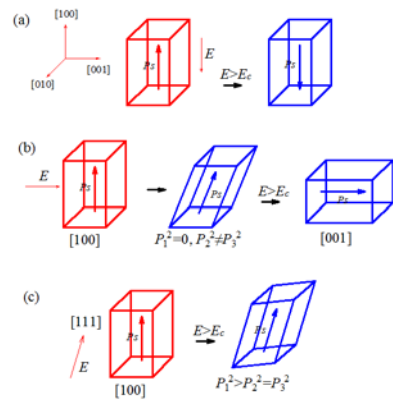 (a)
[100]
[010]
[001]
Ps
E
E>Ec
Ps
(b)
E
Ps
[100]
Ps
P₁²=0, P₂²≠P₃²
E>Ec
Ps
[001]
(c)
[111]
E
Ps
[100]
E>Ec
Ps
P₁²>P₂²=P₃²